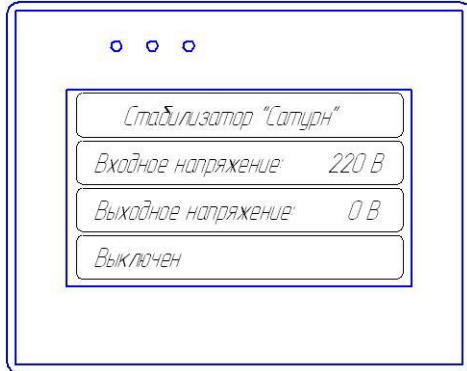 Стабилизатор "Сатурн"
Входное напряжение: 220 В
Выходное напряжение: 0 В
Выключен